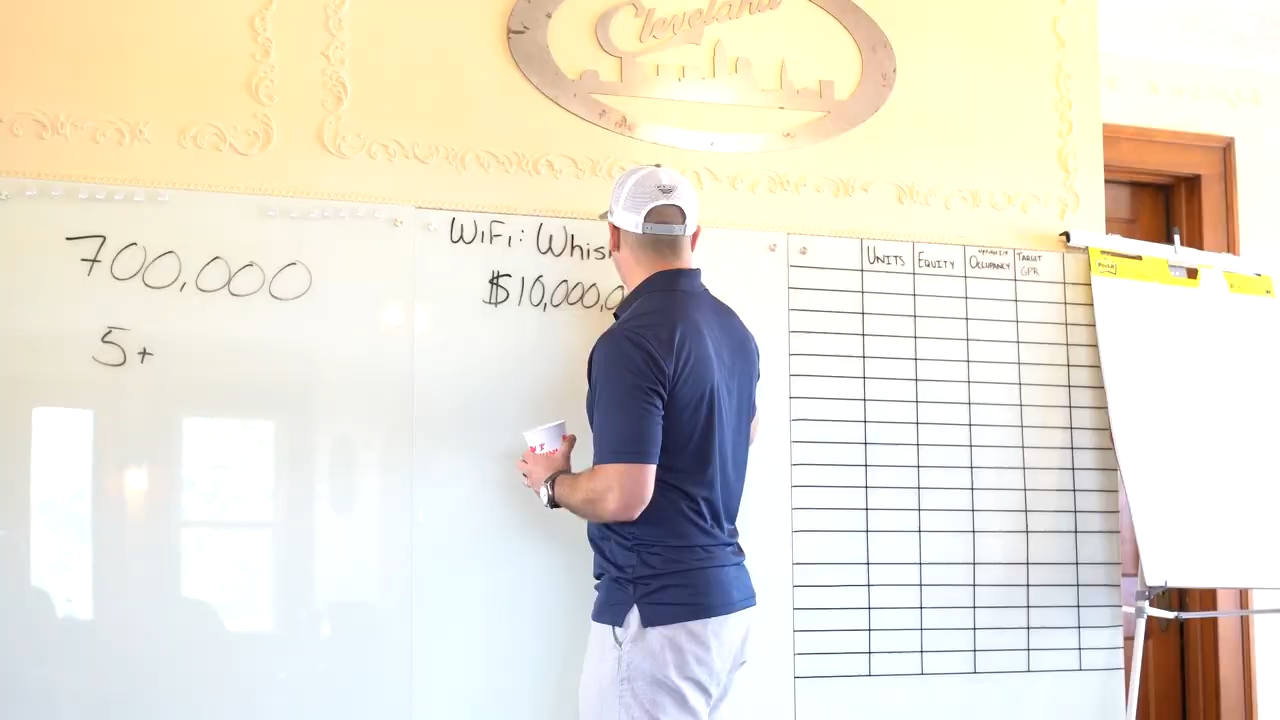 Cleveland
700,000
5+
WiFi: Whis
$10,000,0
UNITS EQUITY OCCUPANCY TARGET GPR